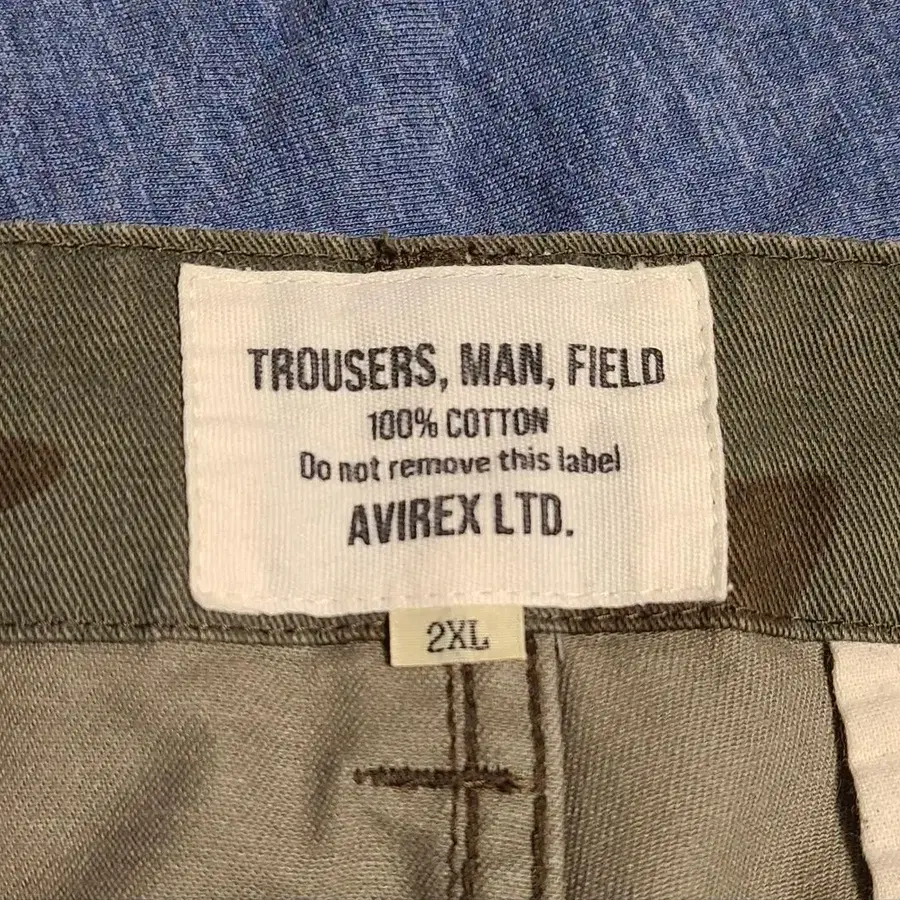 TROUSERS, MAN, FIELD
100% COTTON
Do not remove this label
AVIREX LTD.
2XL